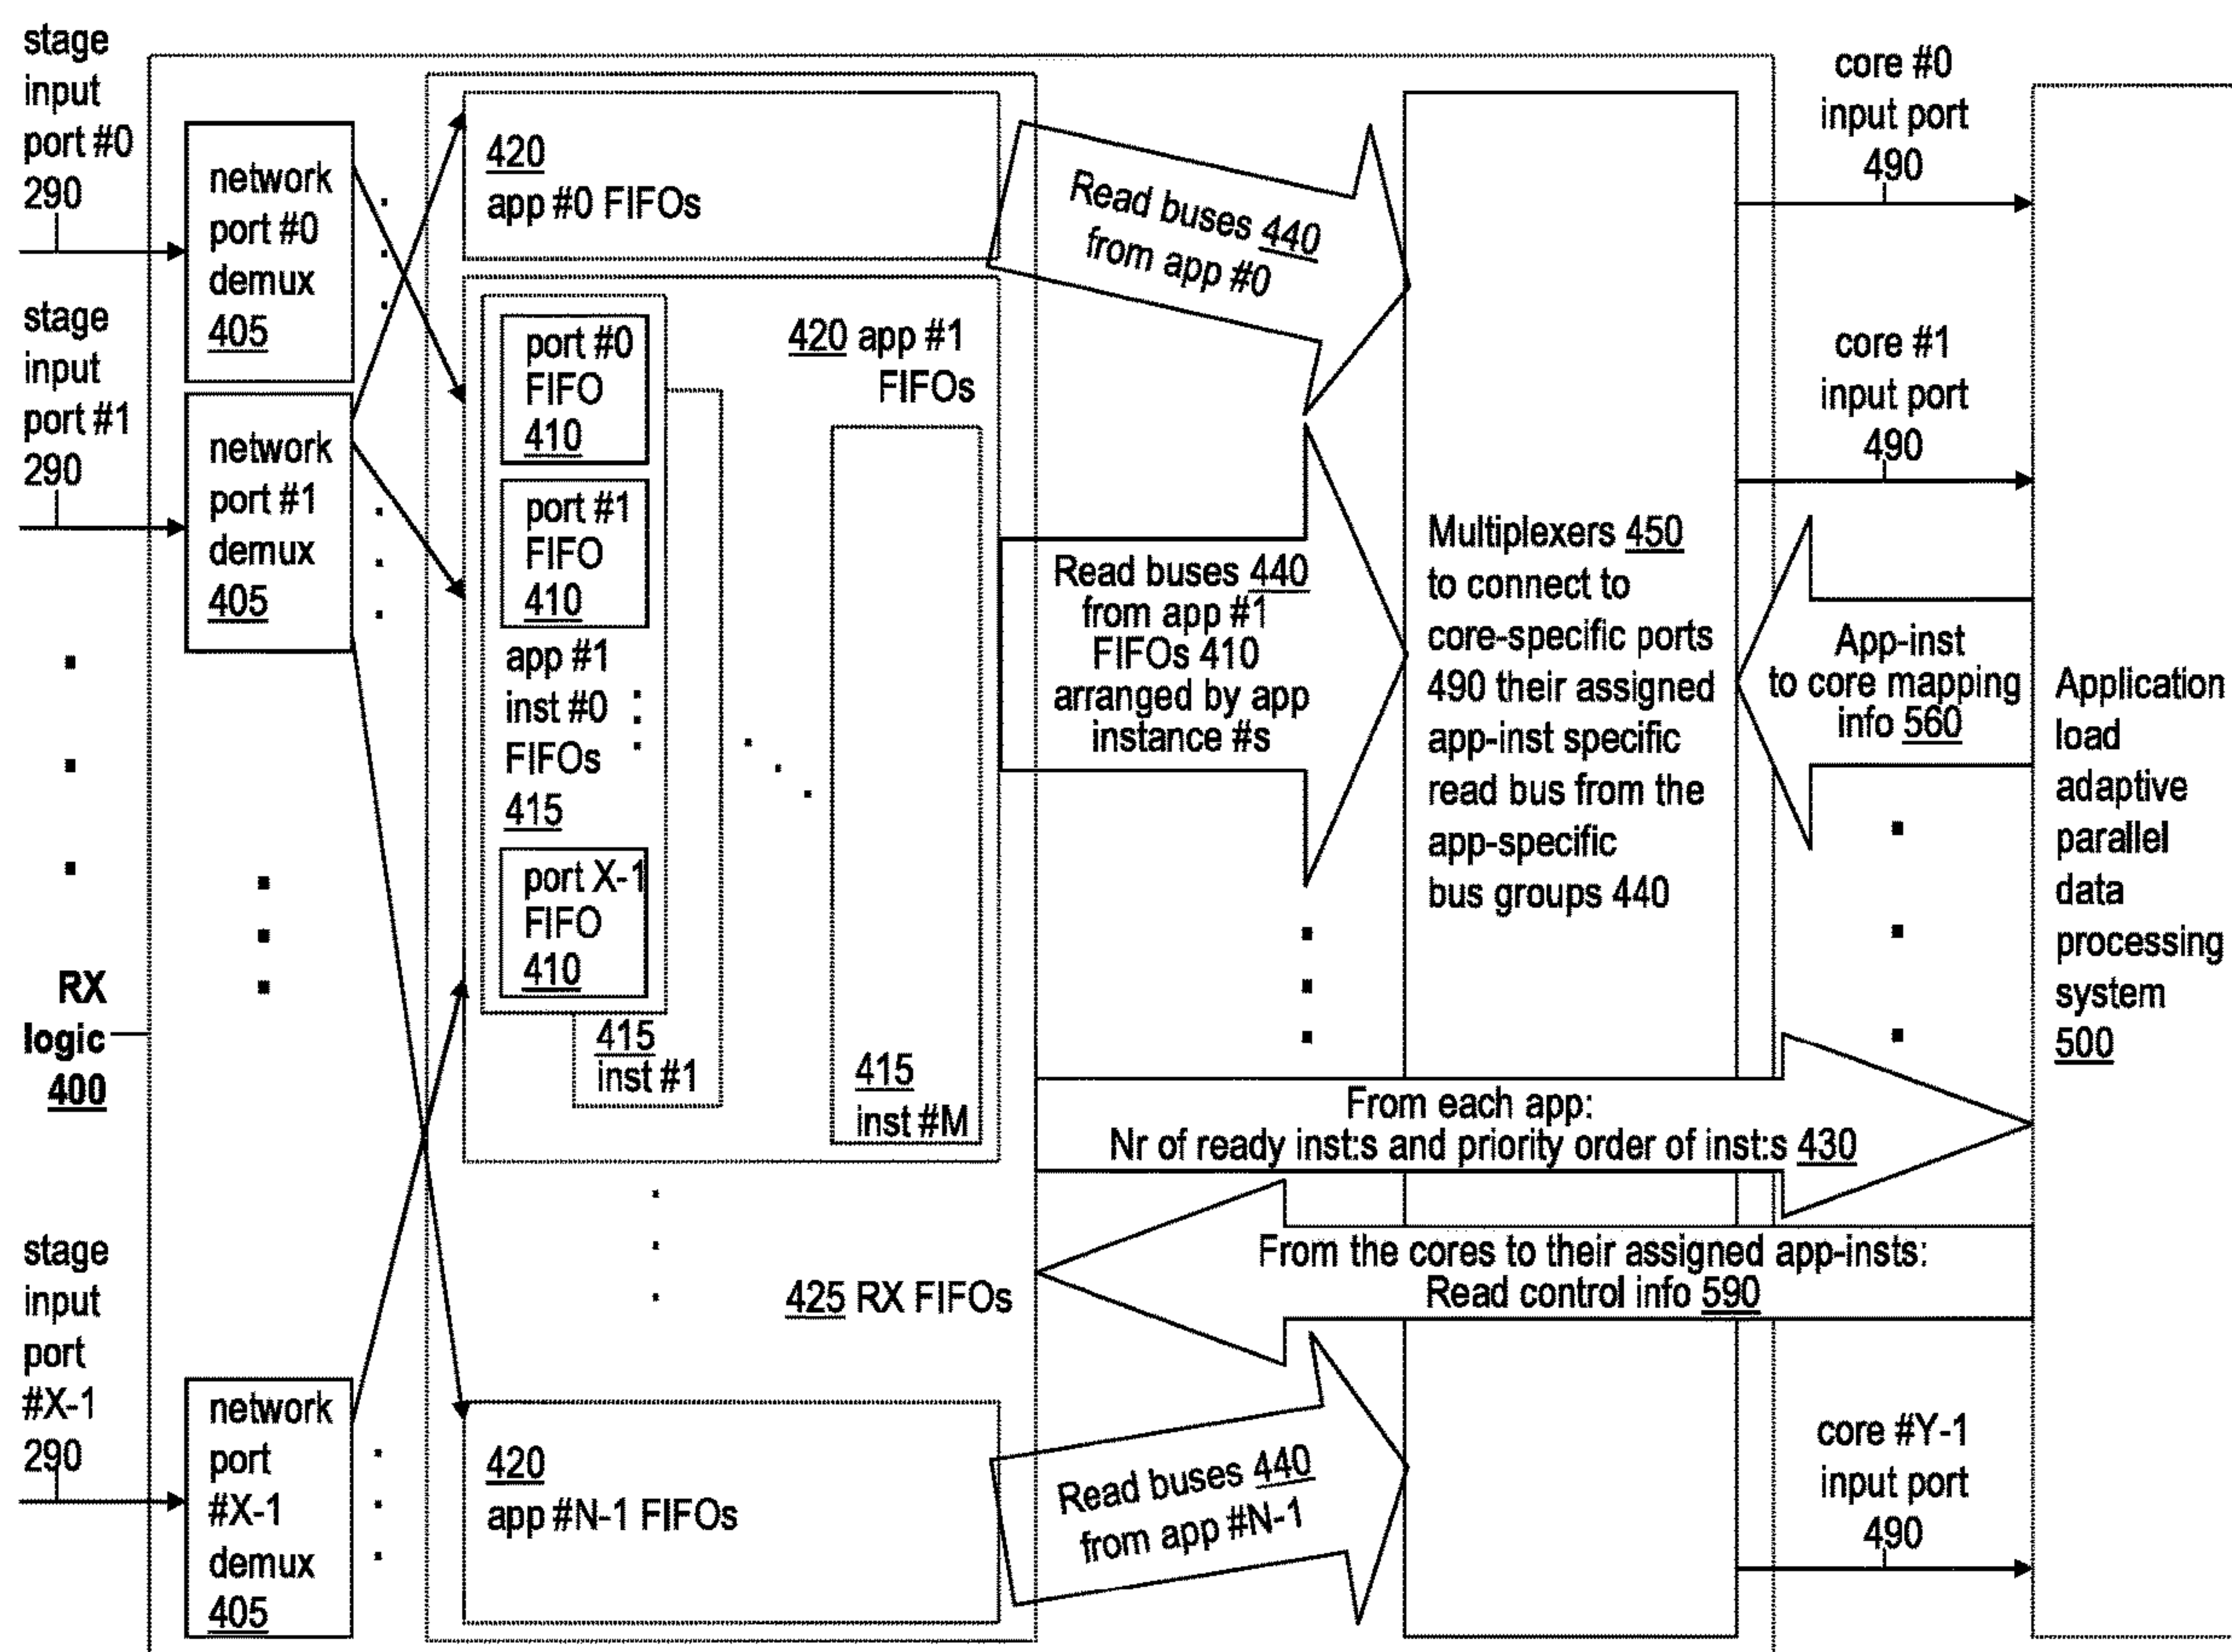 stage
input
port #0
290
stage
input
port #1
290
RX
logic
400
stage
input
port
#X-1
290
network
port #0
demux
405
network
port #1
demux
405
network
port
#X-1
demux
405
420
app #0 FIFOs
port #0
FIFO
410
port #1
FIFO
410
app #1
inst #0
FIFOs
415
port X-1
FIFO
410
415
inst #1
420 app #1
FIFOs
415
inst #M
425 RX FIFOs
420
app #N-1 FIFOs
Read buses 440
from app #0
Read buses 440
from app #1
FIFOs 410
arranged by app
instance #s
Read buses 440
from app #N-1
Multiplexers 450
to connect to
core-specific ports
490 their assigned
app-inst specific
read bus from the
app-specific
bus groups 440
From each app:
Nr of ready inst:s and priority order of inst:s 430
From the cores to their assigned app-insts:
Read control info 590
core #0
input port
490
core #1
input port
490
App-inst
to core mapping
info 560
core #Y-1
input port
490
Application
load
adaptive
parallel
data
processing
system
500